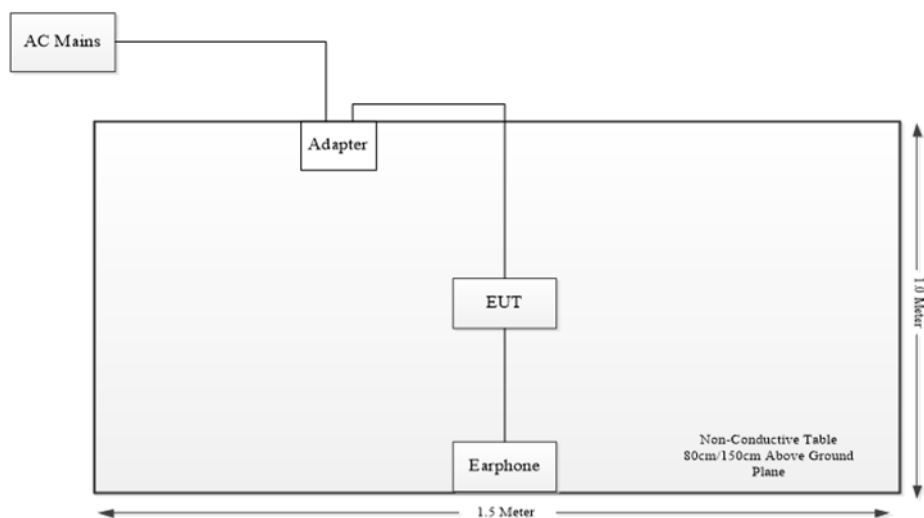 AC Mains
Adapter
EUT
1.0 Meter
Earphone
Non-Conductive Table
80cm/150cm Above Ground
Plane
1.5 Meter